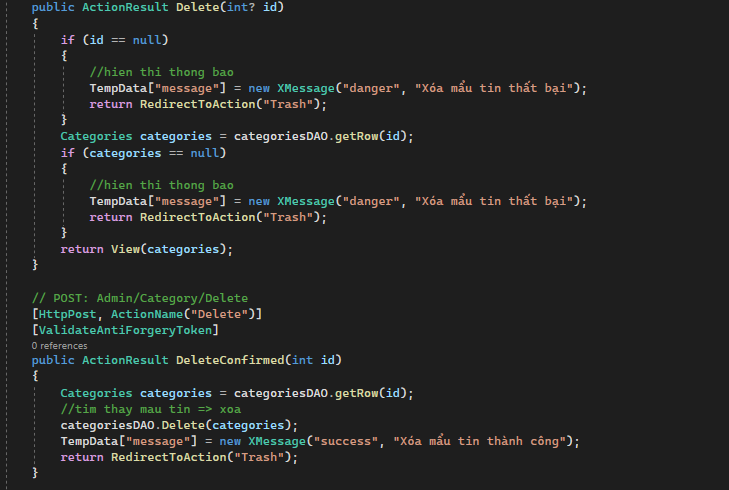 public ActionResult Delete(int? id)
{
if (id == null)
{
//hien thi thong bao
TempData["message"] = new XMessage("danger", "Xóa mẩu tin thất bại");
return RedirectToAction("Trash");
}
Categories categories = categoriesDAO.getRow(id);
if (categories == null)
{
//hien thi thong bao
TempData["message"] = new XMessage("danger", "Xóa mẩu tin thất bại");
return RedirectToAction("Trash");
}
return View(categories);
}
// POST: Admin/Category/Delete
[HttpPost, ActionName("Delete")]
[ValidateAntiForgeryToken]
0 references
public ActionResult DeleteConfirmed(int id)
{
Categories categories = categoriesDAO.getRow(id);
//tim thay mau tin => xoa
categoriesDAO.Delete(categories);
TempData["message"] = new XMessage("success", "Xóa mẩu tin thành công");
return RedirectToAction("Trash");
}